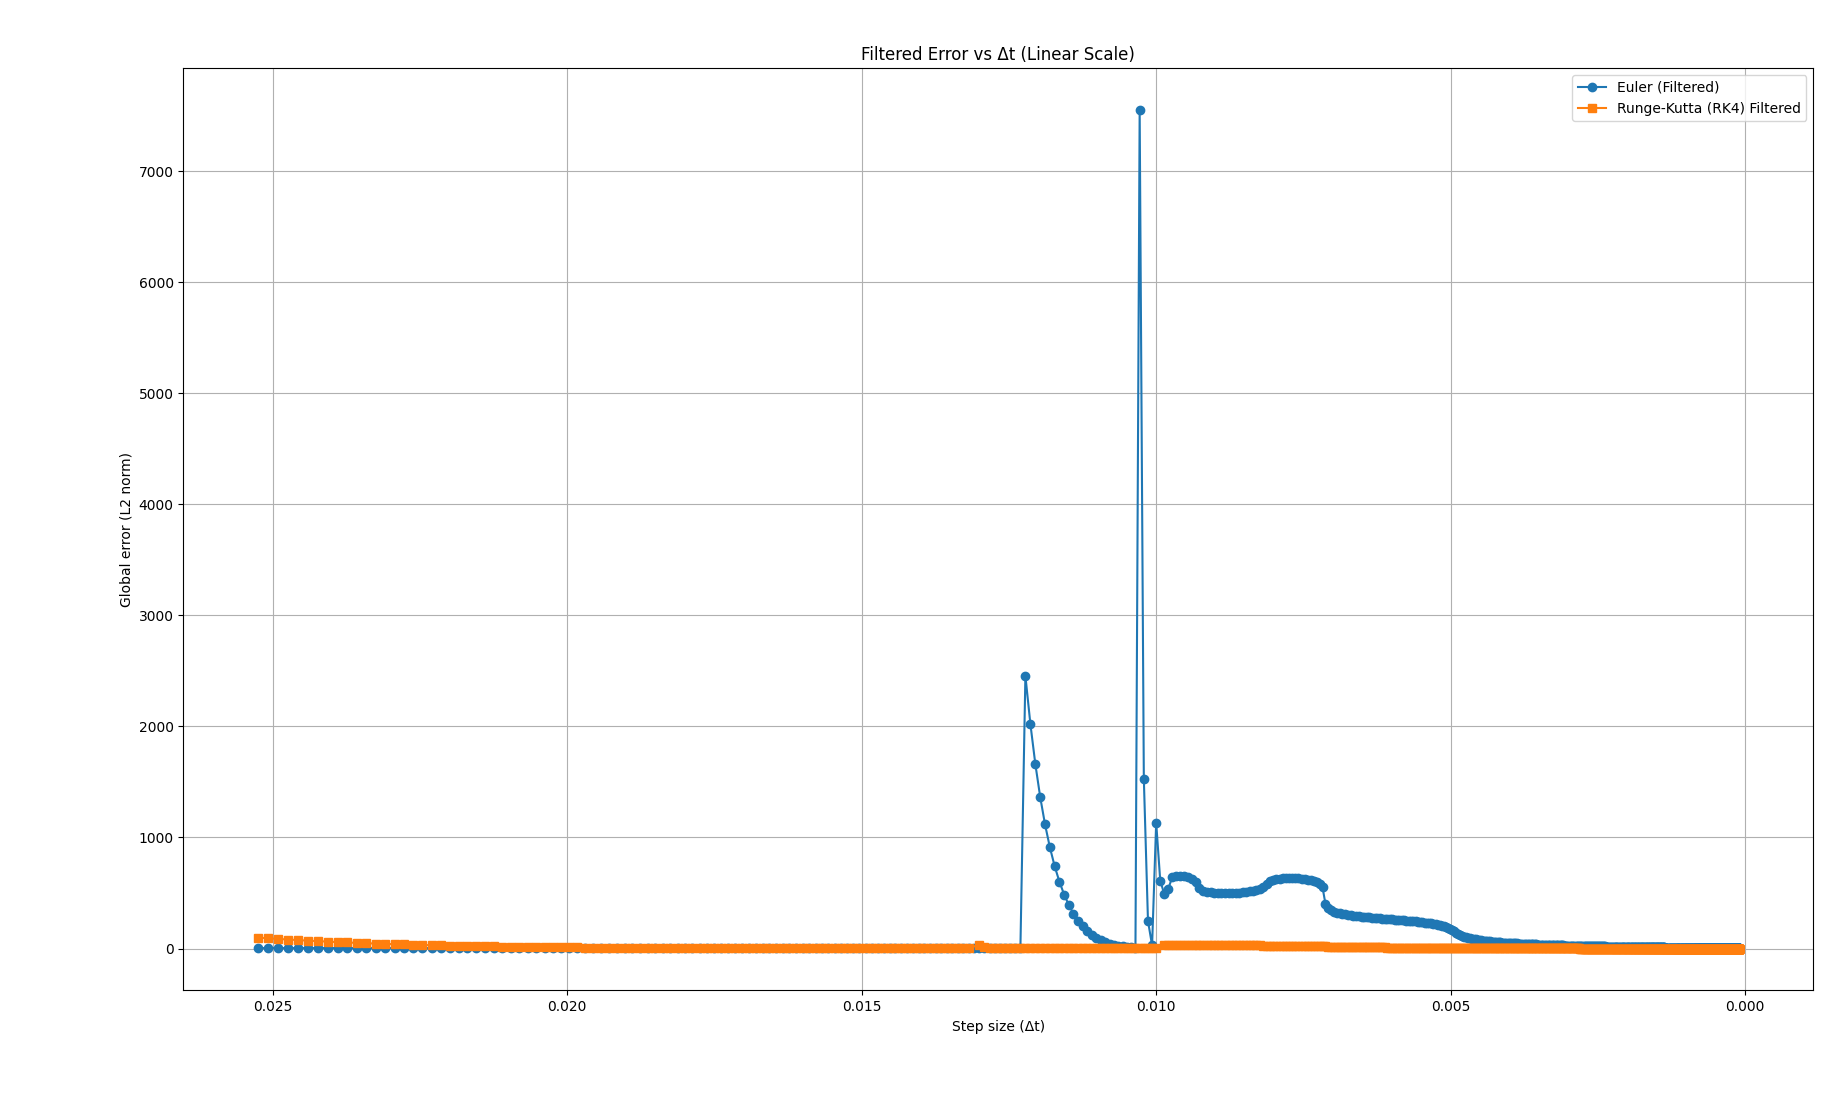 Filtered Error vs Δt (Linear Scale)
Euler (Filtered)
Runge-Kutta (RK4) Filtered
Global error (L2 norm)
7000
6000
5000
4000
3000
2000
1000
0
0.025 0.020 0.015 0.010 0.005 0.000
Step size (Δt)